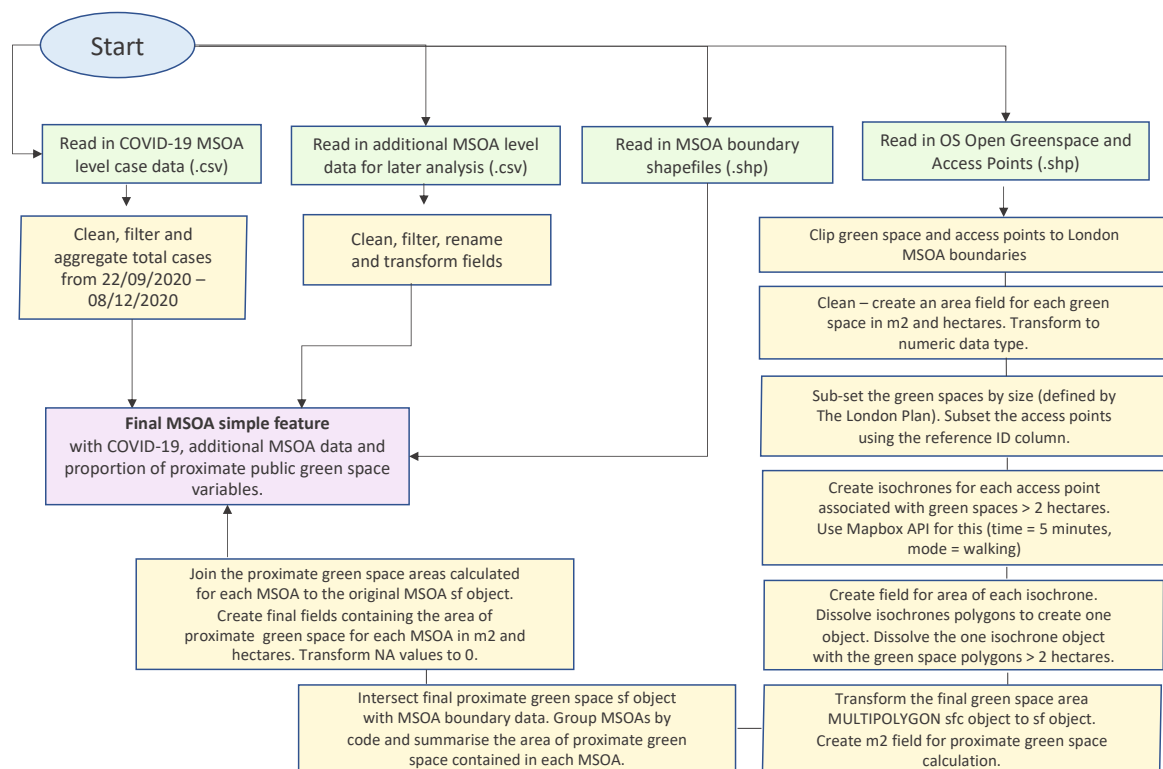 Start
Read in COVID-19 MSOA
level case data (.csv)
Read in additional MSOA level
data for later analysis (.csv)
Read in MSOA boundary
shapefiles (.shp)
Read in OS Open Greenspace and
Access Points (.shp)
Clean, filter and
aggregate total cases
from 22/09/2020 –
08/12/2020
Clean, filter, rename
and transform fields
Clip green space and access points to London
MSOA boundaries
Clean – create an area field for each green
space in m2 and hectares. Transform to
numeric data type.
Sub-set the green spaces by size (defined by
The London Plan). Subset the access points
using the reference ID column.
Final MSOA simple feature
with COVID-19, additional MSOA data and
proportion of proximate public green space
variables.
Create isochrones for each access point
associated with green spaces > 2 hectares.
Use Mapbox API for this (time = 5 minutes,
mode = walking)
Join the proximate green space areas calculated
for each MSOA to the original MSOA sf object.
Create final fields containing the area of
proximate green space for each MSOA in m2 and
hectares. Transform NA values to 0.
Create field for area of each isochrone.
Dissolve isochrones polygons to create one
object. Dissolve the one isochrone object
with the green space polygons > 2 hectares.
Intersect final proximate green space sf object
with MSOA boundary data. Group MSOAs by
code and summarise the area of proximate green
space contained in each MSOA.
Transform the final green space area
MULTIPOLYGON sfc object to sf object.
Create m2 field for proximate green space
calculation.